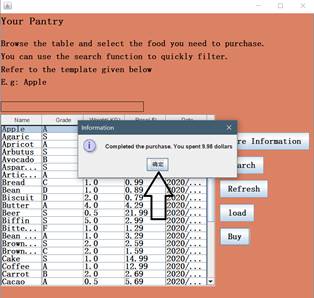 Your Pantry
Browse the table and select the food you need to purchase.
You can use the search function to quickly filter.
Refer to the template given below
E.g: Apple
Name Grade
Apple A
Agaric S
Apricot A
Arbutus S
Avocado B
Aspar... S
Artic... A
Bread C 1.0 0.99 2020/...
Bean D 1.0 0.89 2020/...
Biscuit D 2.0 0.79 2020/...
Butter A 4.0 4.29 2020/...
Beer S 0.5 21.99 2020/...
Biffin S 5.0 2.99 2020/...
Bitte... F 1.0 1.29 2020/...
Bean ... A 1.0 3.29 2020/...
Brown... S 2.0 2.59 2020/...
Brown... C 2.0 1.59 2020/...
Cake S 1.0 14.99 2020/...
Coffee A 1.0 12.99 2020/...
Carrot A 2.0 2.69 2020/...
Cacao S 0.5 5.69 2020/...
Information
Completed the purchase. You spent 9.98 dollars
确定
re Information
arch
Refresh
load
Buy